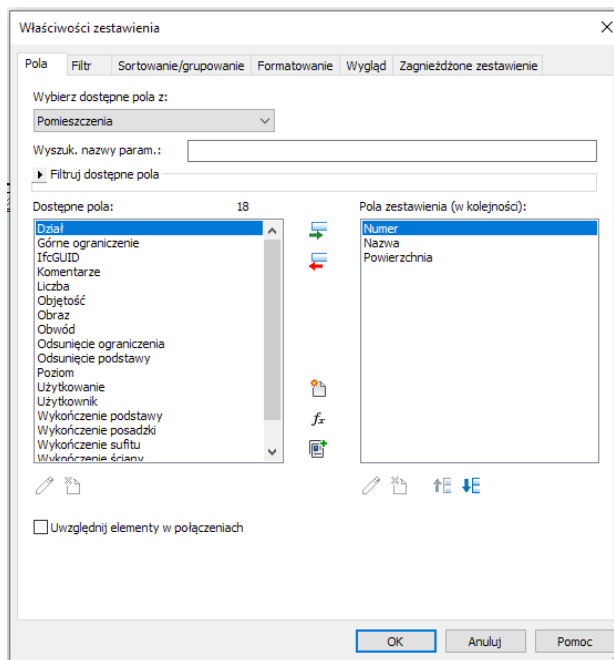 Właściwości zestawienia
Pola Filtr Sortowanie/grupowanie Formatowanie Wygląd Zagnieżdżone zestawienie
Wybierz dostępne pola z:
Pomieszczenia
Wyszuk. nazwy param.:
Filtruj dostępne pola
Dostępne pola: 18
Dział
Górne ograniczenie
IfcGUID
Komentarze
Liczba
Objętość
Obraz
Obwód
Odsunięcie ograniczenia
Odsunięcie podstawy
Poziom
Użytkowanie
Użytkownik
Wykończenie podstawy
Wykończenie posadzki
Wykończenie sufitu
Wykończenie ściany
fx
Pola zestawienia (w kolejności):
Numer
Nazwa
Powierzchnia
Uwzględnij elementy w połączeniach
OK Anuluj Pomoc